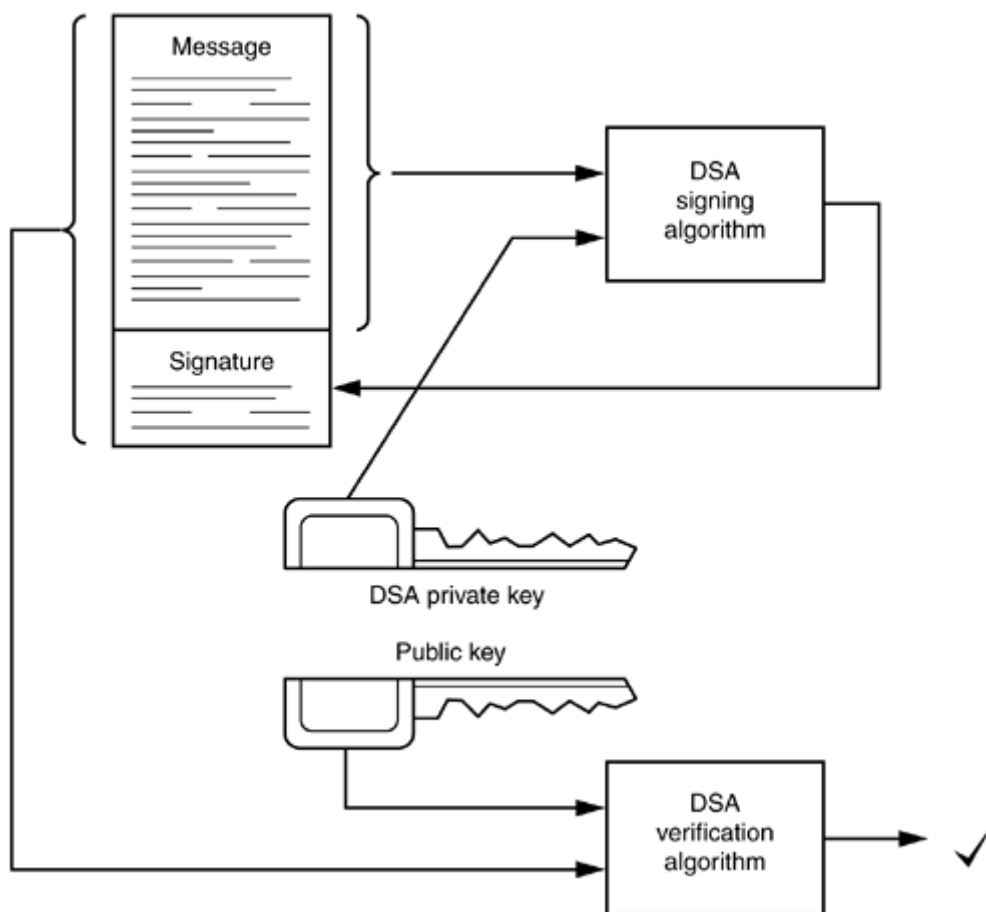 Message
DSA
signing
algorithm
Signature
DSA private key
Public key
DSA
verification
algorithm